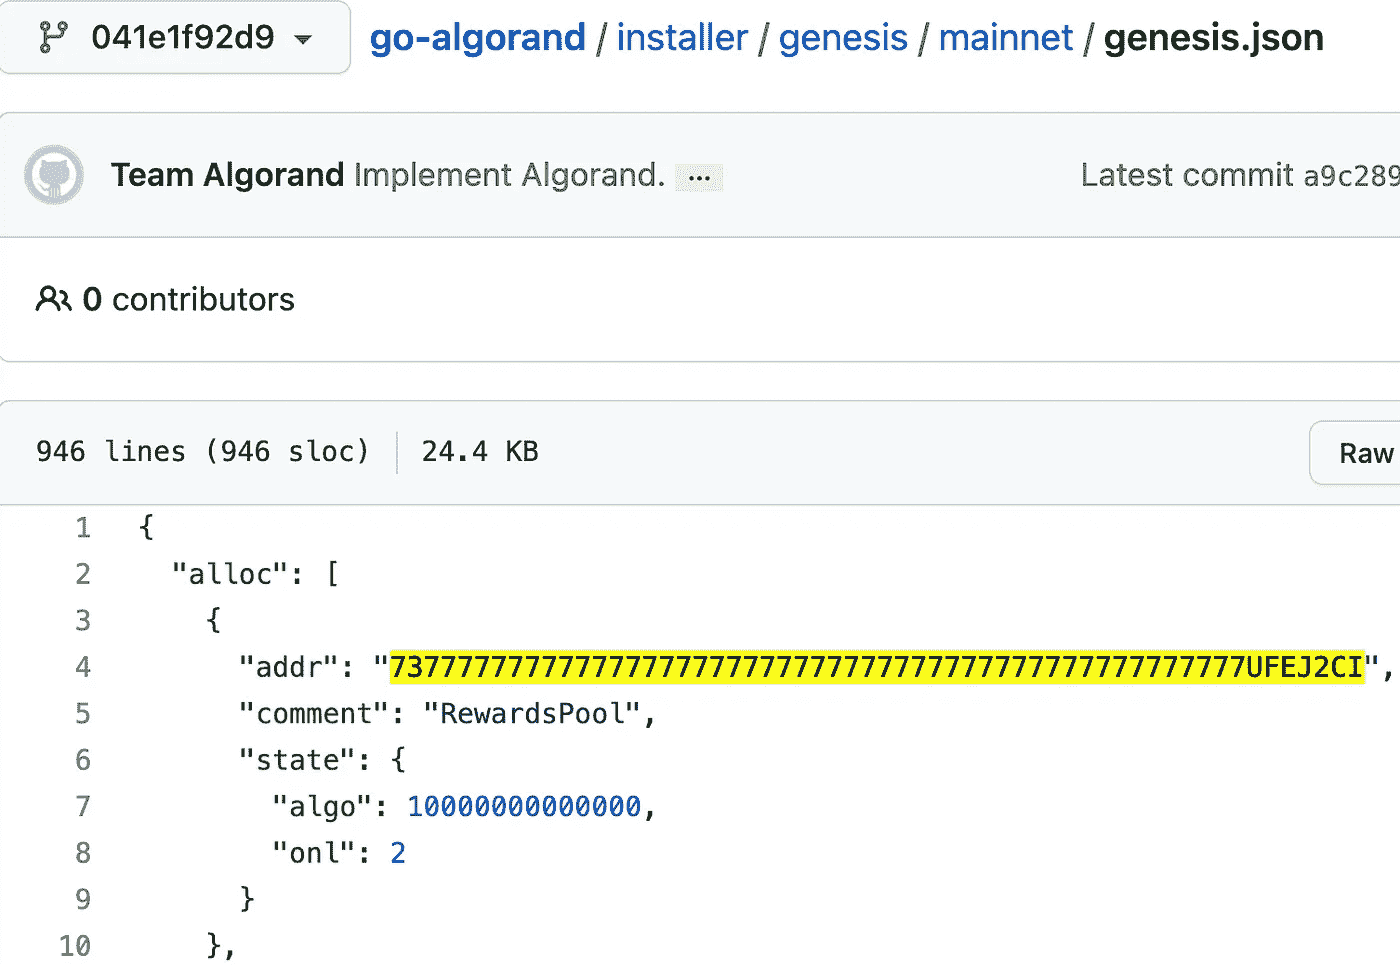 041e1f92d9 go-algorand / installer / genesis / mainnet / genesis.json
Team Algorand Implement Algorand. ... Latest commit a9c289
0 contributors
946 lines (946 sloc) 24.4 KB Raw
1 {
2 "alloc": [
3 {
4 "addr": "737777777777777777777777777777777777777777777777777UFEJ2CI",
5 "comment": "RewardsPool",
6 "state": {
7 "algo": 10000000000000,
8 "onl": 2
9 }
10 },